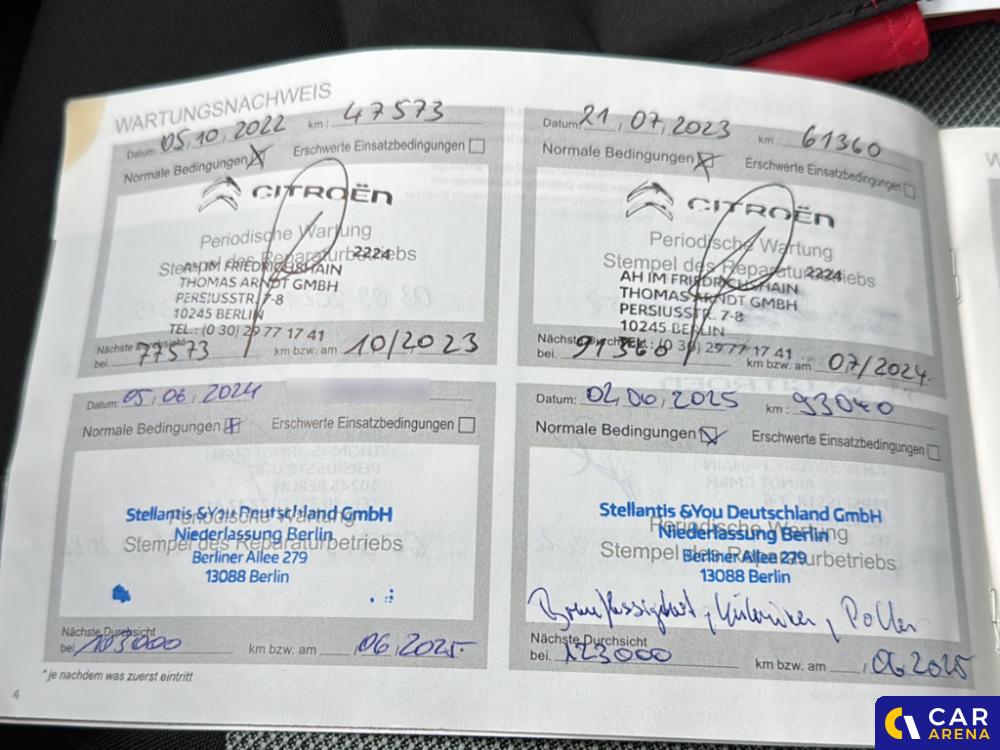 WARTUNGSNACHWEIS
Datum: 05, 10, 2022 km: 47573
Normale Bedingungen Erschwerte Einsatzbedingungen
CITROËN
Periodische Wartung
Stempel des Reparaturbetriebs
2224
AH IM FRIEDRICHSHAIN
THOMAS ARNDT GMBH
PERSIUSSTR. 7-8
10245 BERLIN
TEL.: (0 30) 29 77 17 41
Nächste Durchsicht
bei. 77573 km bzw. am 10/2023
Datum: 21, 07, 2023 km: 61360
Normale Bedingungen Erschwerte Einsatzbedingungen
CITROËN
Periodische Wartung
Stempel des Reparaturbetriebs
2224
AH IM FRIEDRICHSHAIN
THOMAS ARNDT GMBH
PERSIUSSTR. 7-8
10245 BERLIN
TEL.: (0 30) 29 77 17 41
Nächste Durchsicht
bei. 91360 km bzw. am 07/2024
Datum: 05, 06, 2024
Normale Bedingungen Erschwerte Einsatzbedingungen
Stellantis &You Deutschland GmbH
Periodische Wartung
Niederlassung Berlin
Stempel des Reparaturbetriebs
Berliner Allee 279
13088 Berlin
Nächste Durchsicht
bei. 103000 km bzw. am 06, 2025
Datum: 02, 06, 2025 km: 93040
Normale Bedingungen Erschwerte Einsatzbedingungen
Stellantis &You Deutschland GmbH
Periodische Wartung
Niederlassung Berlin
Stempel des Reparaturbetriebs
Berliner Allee 279
13088 Berlin
Bremsflüssigkeit, Pollen
Nächste Durchsicht
bei. 123000 km bzw. am 06 2025
* je nachdem was zuerst eintritt
4
CAR
ARENA